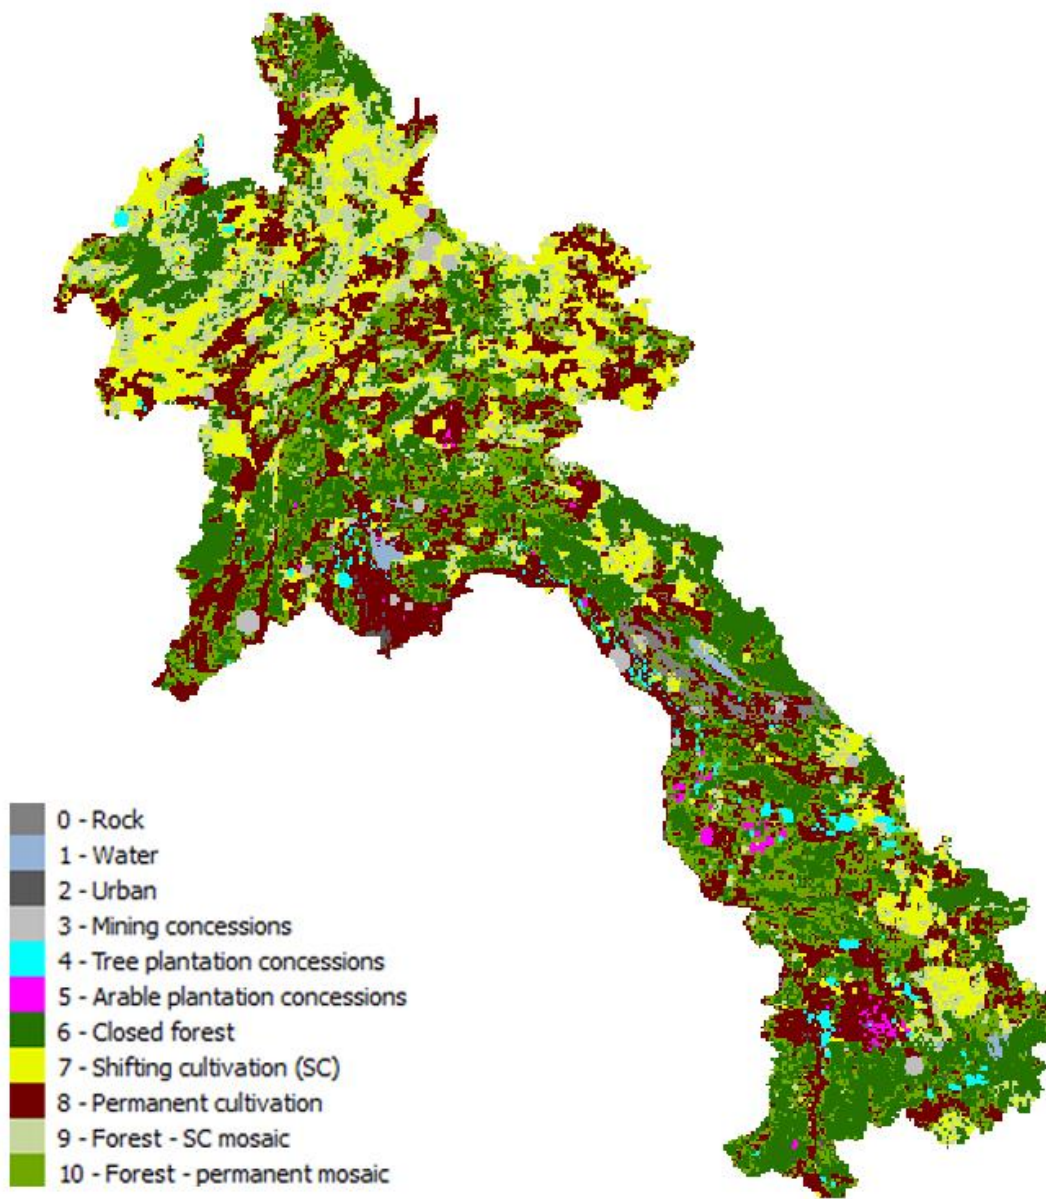 0 - Rock
1 - Water
2 - Urban
3 - Mining concessions
4 - Tree plantation concessions
5 - Arable plantation concessions
6 - Closed forest
7 - Shifting cultivation (SC)
8 - Permanent cultivation
9 - Forest - SC mosaic
10 - Forest - permanent mosaic